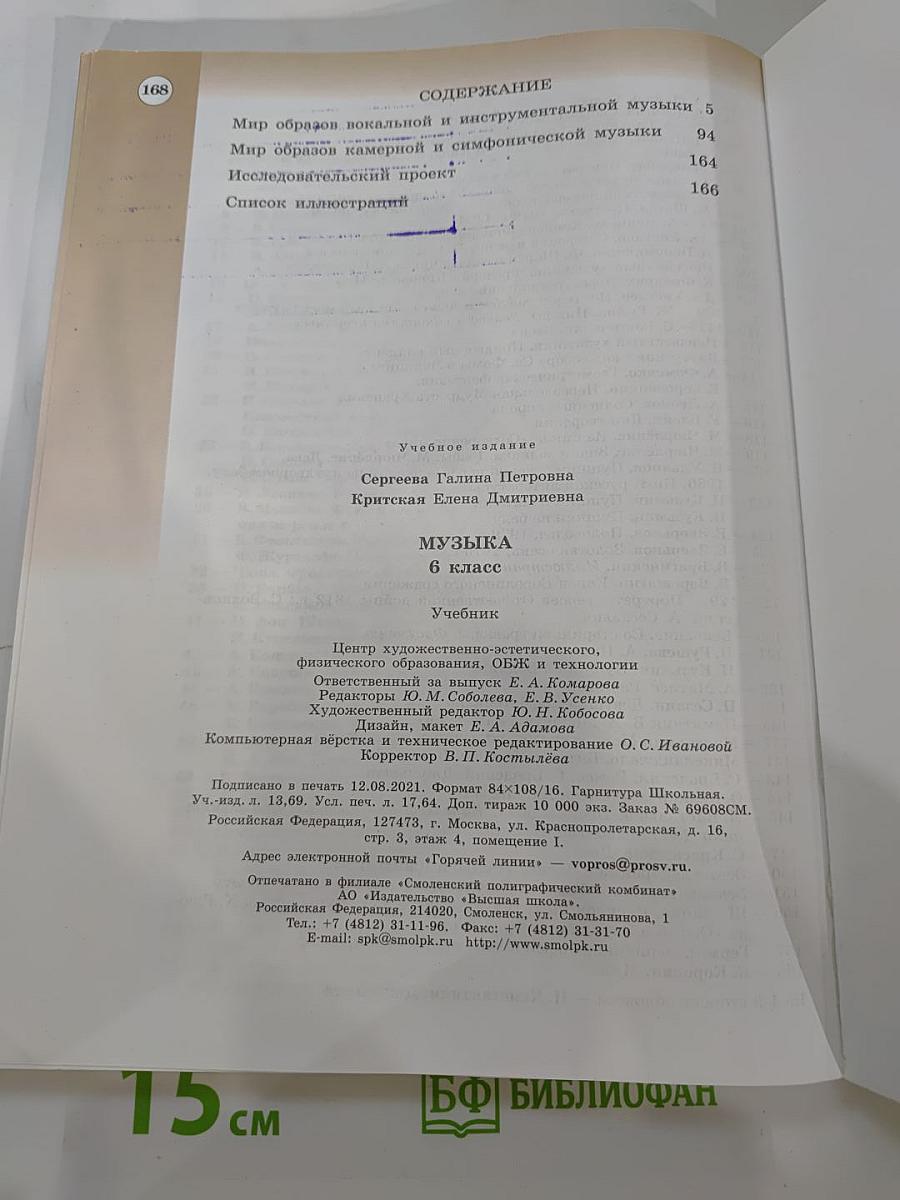 168
СОДЕРЖАНИЕ
Мир образов вокальной и инструментальной музыки 5
Мир образов камерной и симфонической музыки 94
Исследовательский проект 164
Список иллюстраций 166
Учебное издание
Сергеева Галина Петровна
Критская Елена Дмитриевна
МУЗЫКА
6 класс
Учебник
Центр художественно-эстетического,
физического образования, ОБЖ и технологии
Ответственный за выпуск Е. А. Комарова
Редакторы Ю. М. Соболева, Е. В. Усенко
Художественный редактор Ю. Н. Кобосова
Дизайн, макет Е. А. Адамова
Компьютерная вёрстка и техническое редактирование О. С. Ивановой
Корректор В. П. Костылёва
Подписано в печать 12.08.2021. Формат 84×108/16. Гарнитура Школьная.
Уч.-изд. л. 13,69. Усл. печ. л. 17,64. Доп. тираж 10 000 экз. Заказ № 69608СМ.
Российская Федерация, 127473, г. Москва, ул. Краснопролетарская, д. 16,
стр. 3, этаж 4, помещение I.
Адрес электронной почты «Горячей линии» — vopros@prosv.ru.
Отпечатано в филиале «Смоленский полиграфический комбинат»
АО «Издательство «Высшая школа».
Российская Федерация, 214020, Смоленск, ул. Смольянинова, 1
Тел.: +7 (4812) 31-11-96. Факс: +7 (4812) 31-31-70
E-mail: spk@smolpk.ru http://www.smolpk.ru
15 см
БФ БИБЛИОФАН